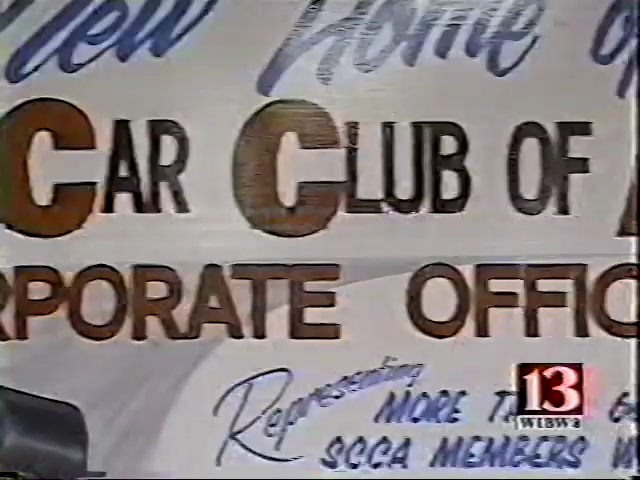 New Home of
CAR CLUB OF
RPORATE OFFIC
Representing
MORE T
SCCA MEMBERS W
13
WIBW